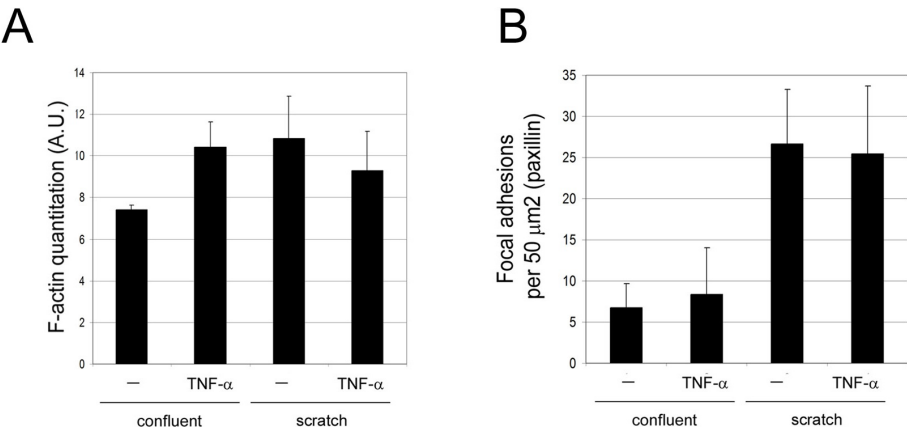 A
F-actin quantitation (A.U.)
14
12
10
8
6
4
2
0
– TNF-α – TNF-α
confluent scratch
B
Focal adhesions
per 50 μm2 (paxillin)
35
30
25
20
15
10
5
0
– TNF-α – TNF-α
confluent scratch